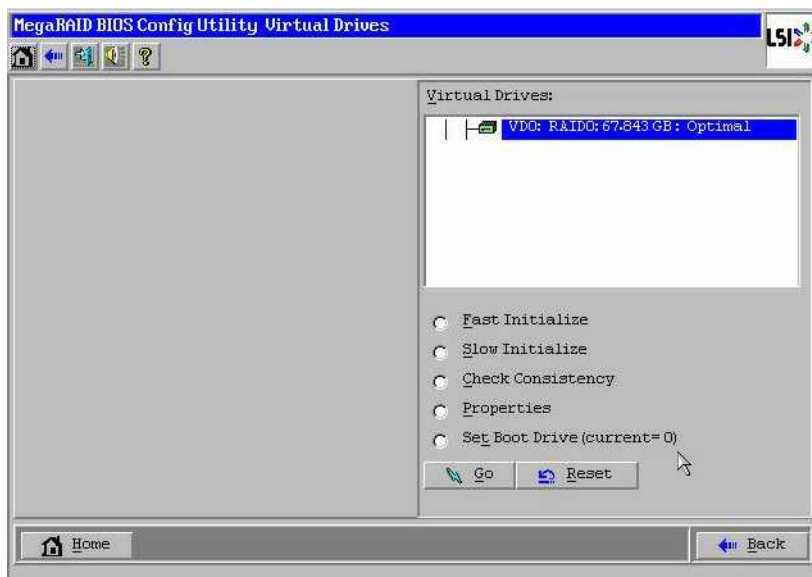 MegaRAID BIOS Config Utility Virtual Drives
LSI
Virtual Drives:
VD0: RAID0: 67.843 GB: Optimal
Fast Initialize
Slow Initialize
Check Consistency
Properties
Set Boot Drive (current= 0)
Go
Reset
Home
Back